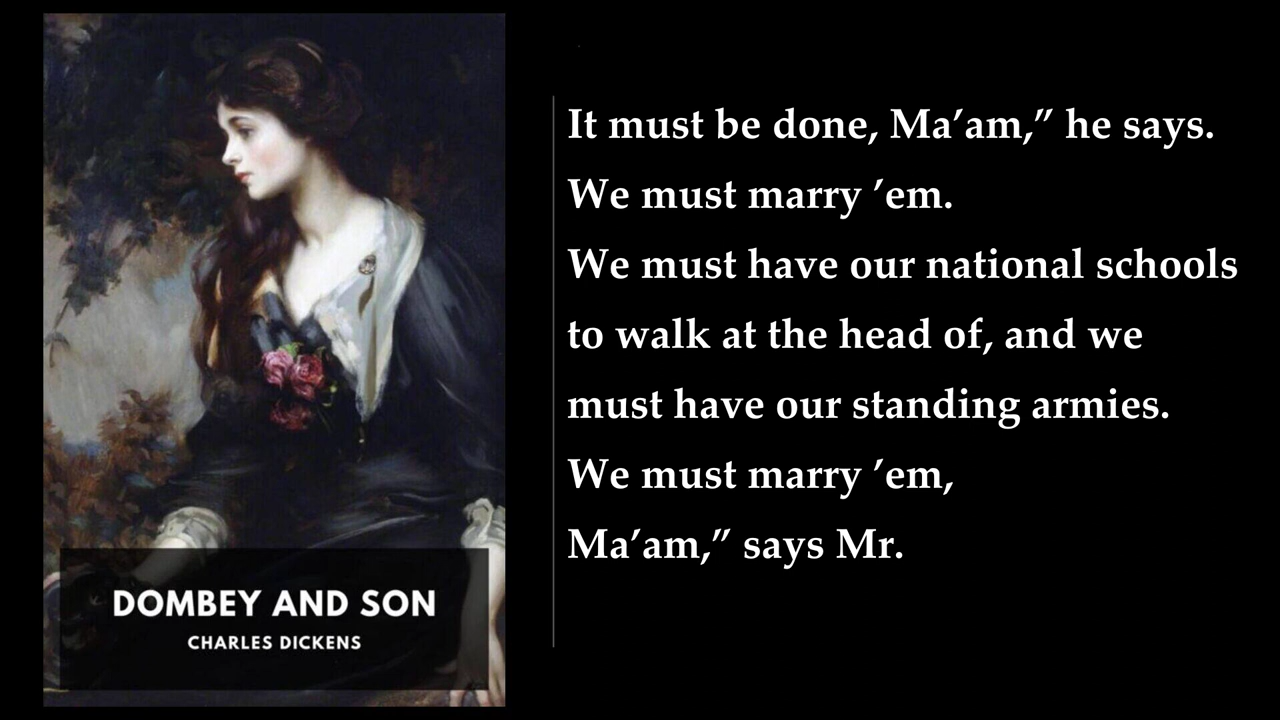 DOMBEY AND SON
CHARLES DICKENS
It must be done, Ma’am,” he says.
We must marry ’em.
We must have our national schools
to walk at the head of, and we
must have our standing armies.
We must marry ’em,
Ma’am,” says Mr.